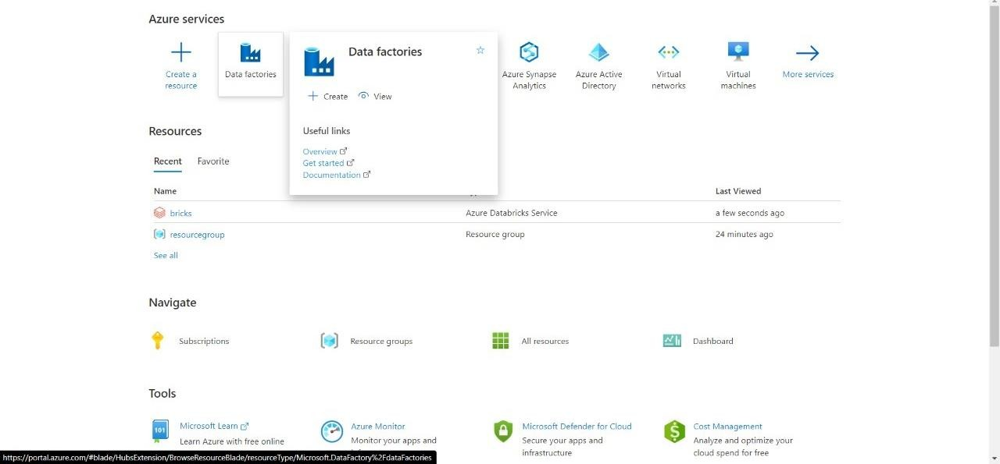 Azure services
Create a
resource
Data factories
Data factories
Create
View
Useful links
Overview
Get started
Documentation
Azure Synapse
Analytics
Azure Active
Directory
Virtual
networks
Virtual
machines
More services
Resources
Recent
Favorite
Name
Last Viewed
bricks
Azure Databricks Service
a few seconds ago
resourcegroup
Resource group
24 minutes ago
See all
Navigate
Subscriptions
Resource groups
All resources
Dashboard
Tools
101
Microsoft Learn
Learn Azure with free online
Azure Monitor
Monitor your apps and
Microsoft Defender for Cloud
Secure your apps and
infrastructure
$
Cost Management
Analyze and optimize your
cloud spend for free
https://portal.azure.com/#blade/HubsExtension/BrowseResourceBlade/resourceType/Microsoft.DataFactory%2FdataFactories